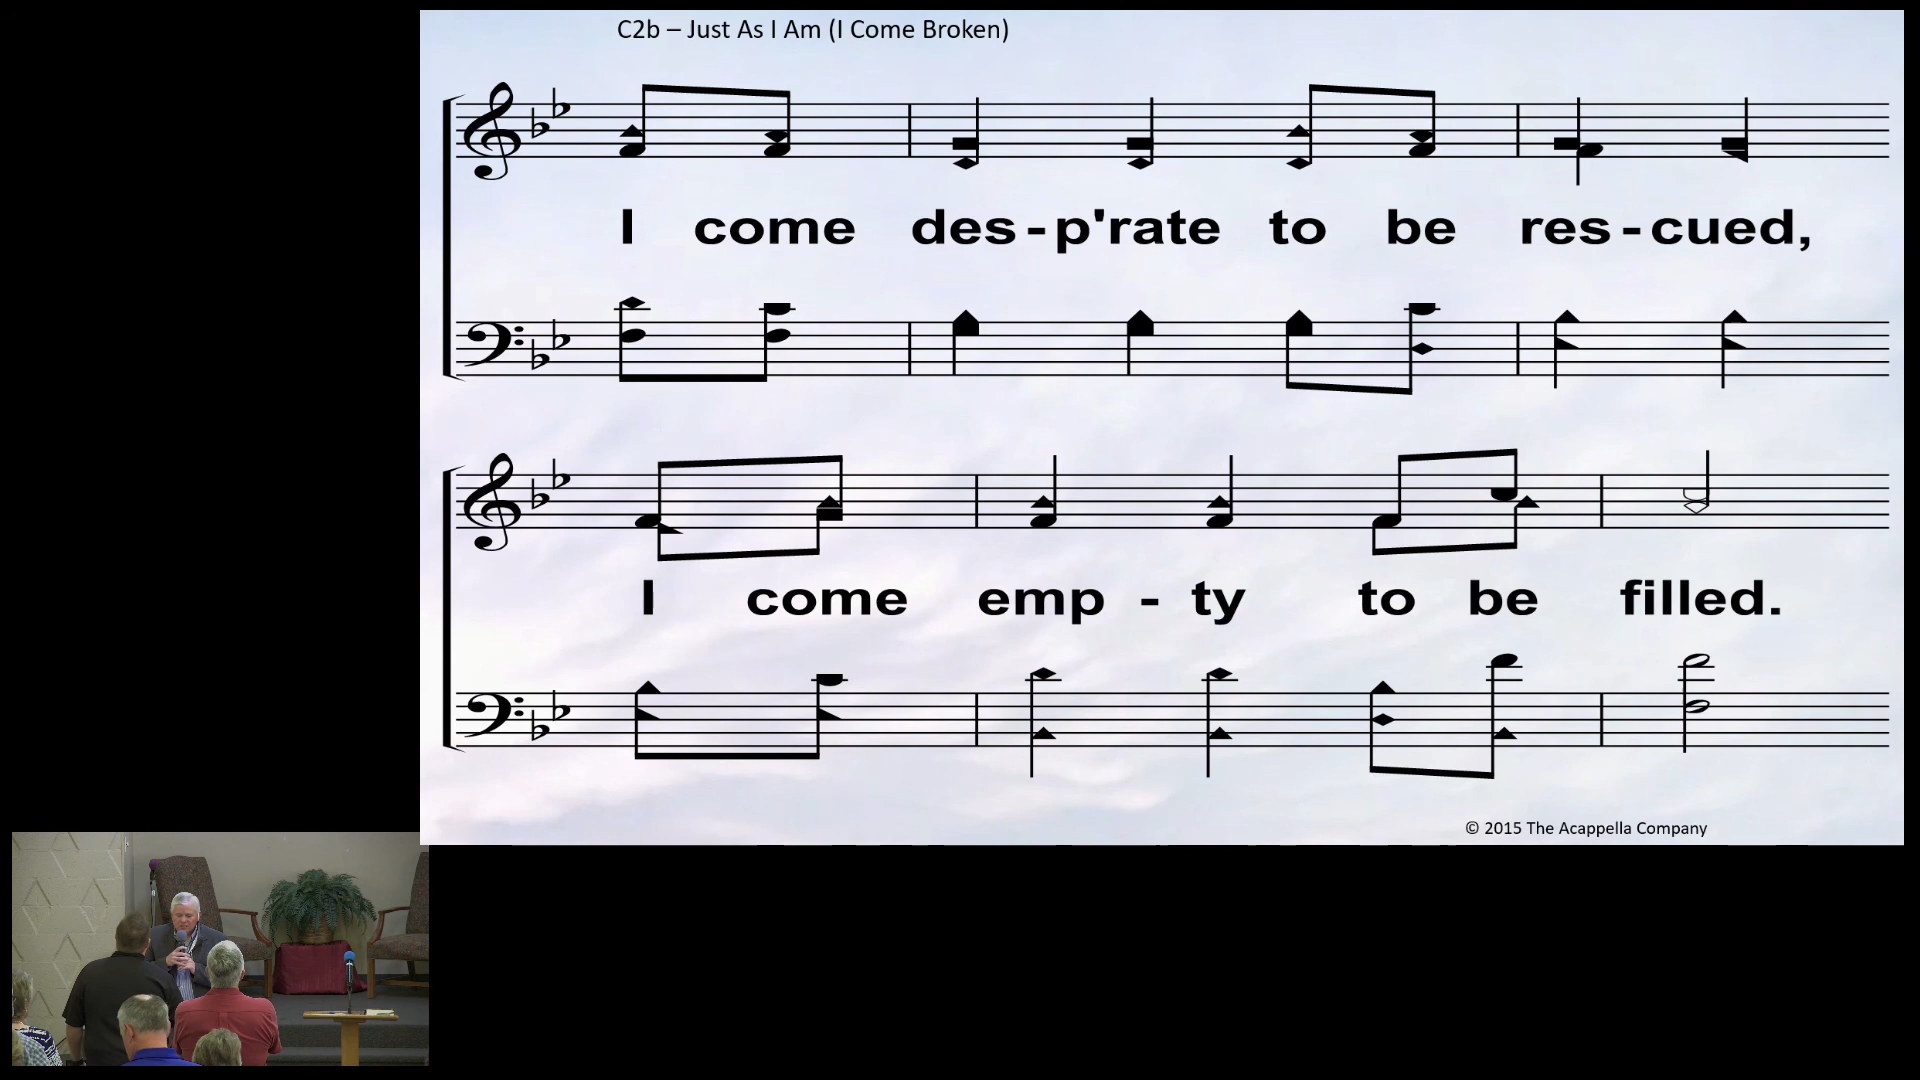 C2b – Just As I Am (I Come Broken)
I come des-p'rate to be res-cued,
I come emp - ty to be filled.
© 2015 The Acappella Company